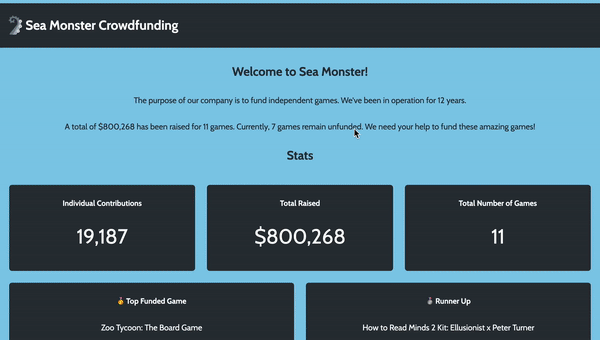 Sea Monster Crowdfunding
Welcome to Sea Monster!
The purpose of our company is to fund independent games. We've been in operation for 12 years.
A total of $800,268 has been raised for 11 games. Currently, 7 games remain unfunded. We need your help to fund these amazing games!
Stats
Individual Contributions
19,187
Total Raised
$800,268
Total Number of Games
11
🥇 Top Funded Game
Zoo Tycoon: The Board Game
🥈 Runner Up
How to Read Minds 2 Kit: Ellusionist x Peter Turner